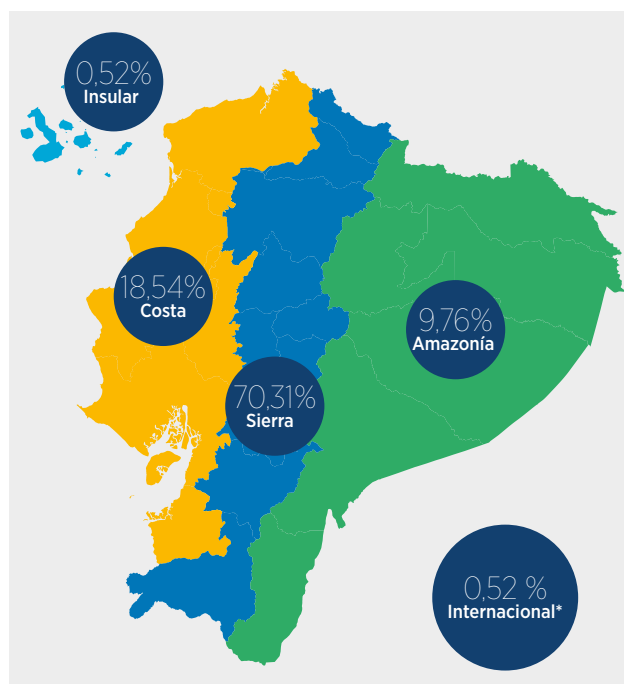 0,52%
Insular
18,54%
Costa
9,76%
Amazonía
70,31%
Sierra
0,52 %
Internacional*